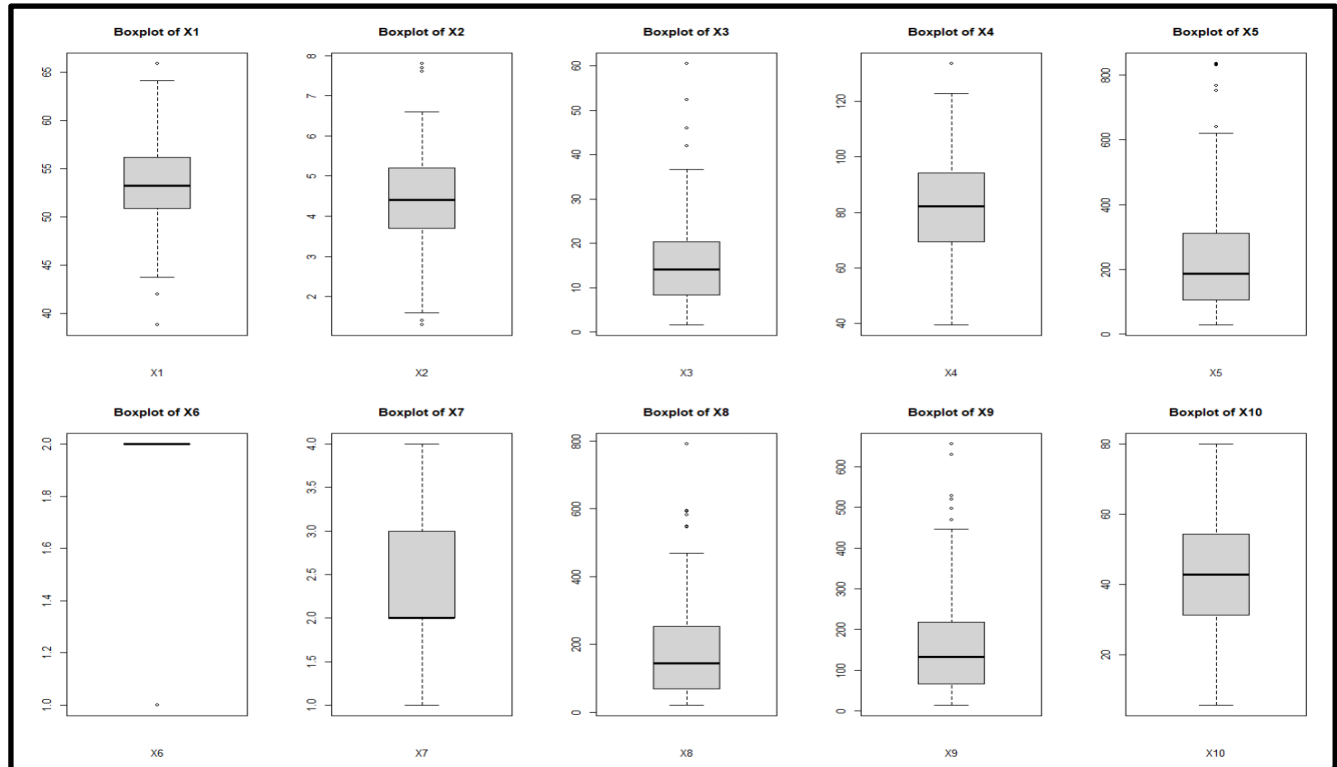 Boxplot of X1
65
60
55
50
45
40
X1
Boxplot of X2
8
7
6
5
4
3
2
X2
Boxplot of X3
60
50
40
30
20
10
0
X3
Boxplot of X4
120
100
80
60
40
X4
Boxplot of X5
800
600
400
200
0
X5
Boxplot of X6
2.0
1.8
1.6
1.4
1.2
1.0
X6
Boxplot of X7
4.0
3.5
3.0
2.5
2.0
1.5
1.0
X7
Boxplot of X8
800
600
400
200
0
X8
Boxplot of X9
600
500
400
300
200
100
0
X9
Boxplot of X10
80
60
40
20
X10